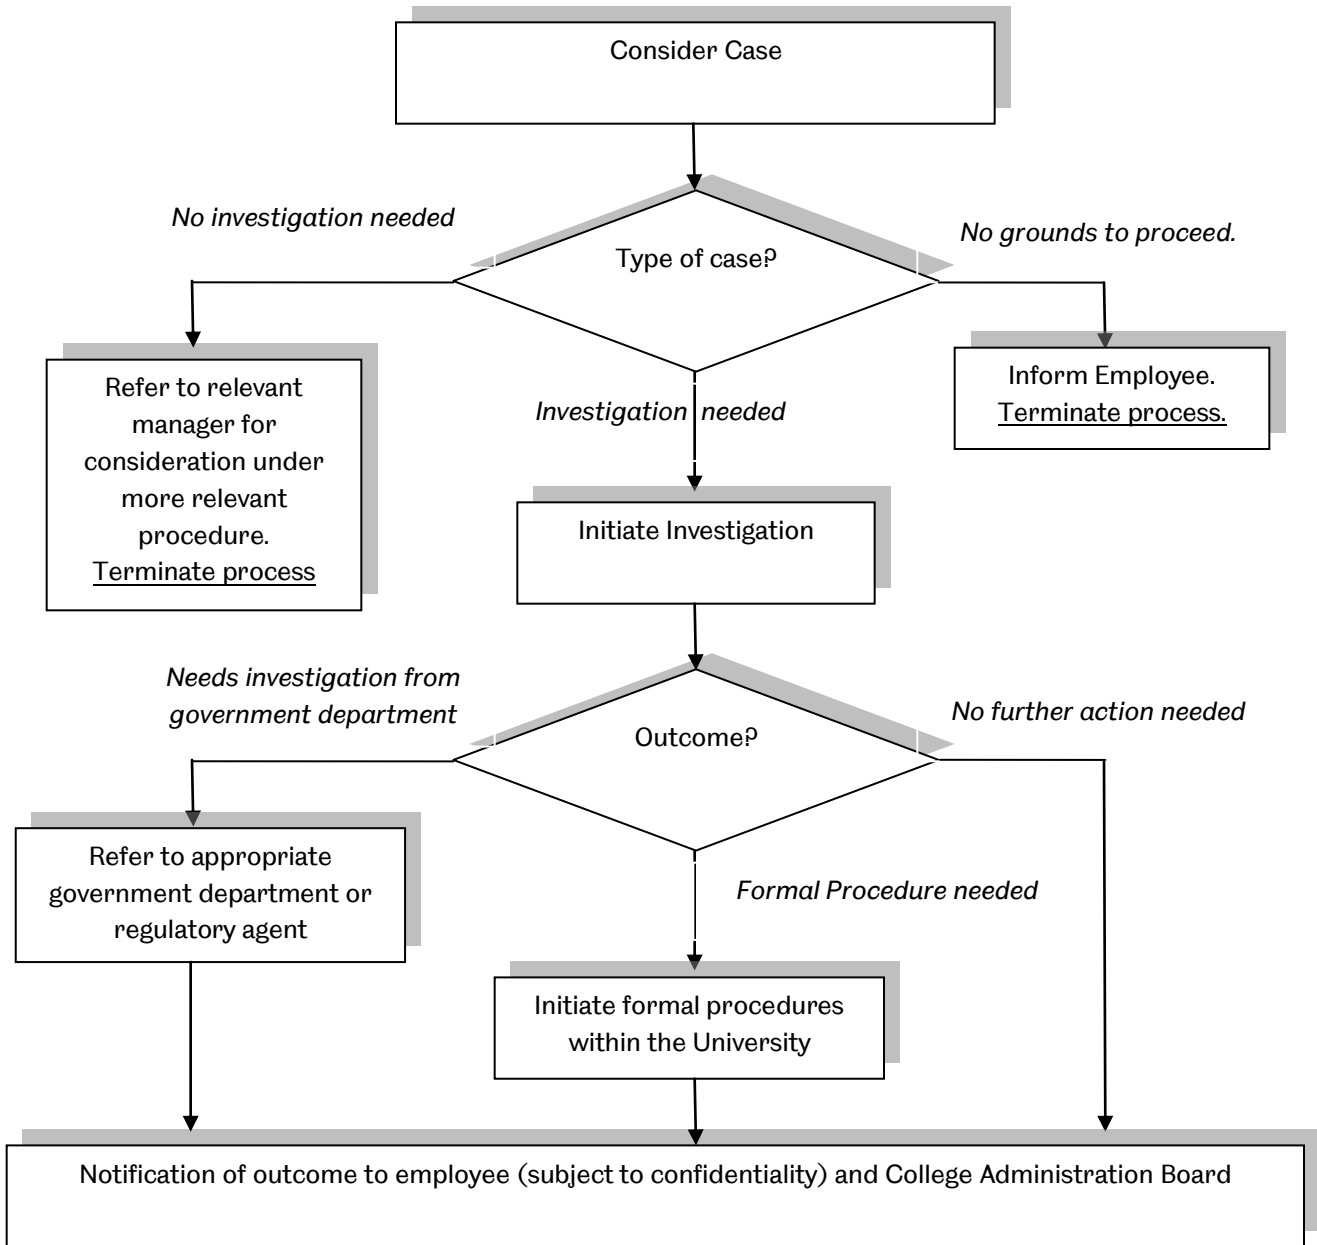 Consider Case
No investigation needed
No grounds to proceed.
Type of case?
Refer to relevant
manager for
consideration under
more relevant
procedure.
Terminate process
Inform Employee.
Terminate process.
Investigation needed
Initiate Investigation
Needs investigation from
government department
No further action needed
Outcome?
Refer to appropriate
government department or
regulatory agent
Formal Procedure needed
Initiate formal procedures
within the University
Notification of outcome to employee (subject to confidentiality) and College Administration Board